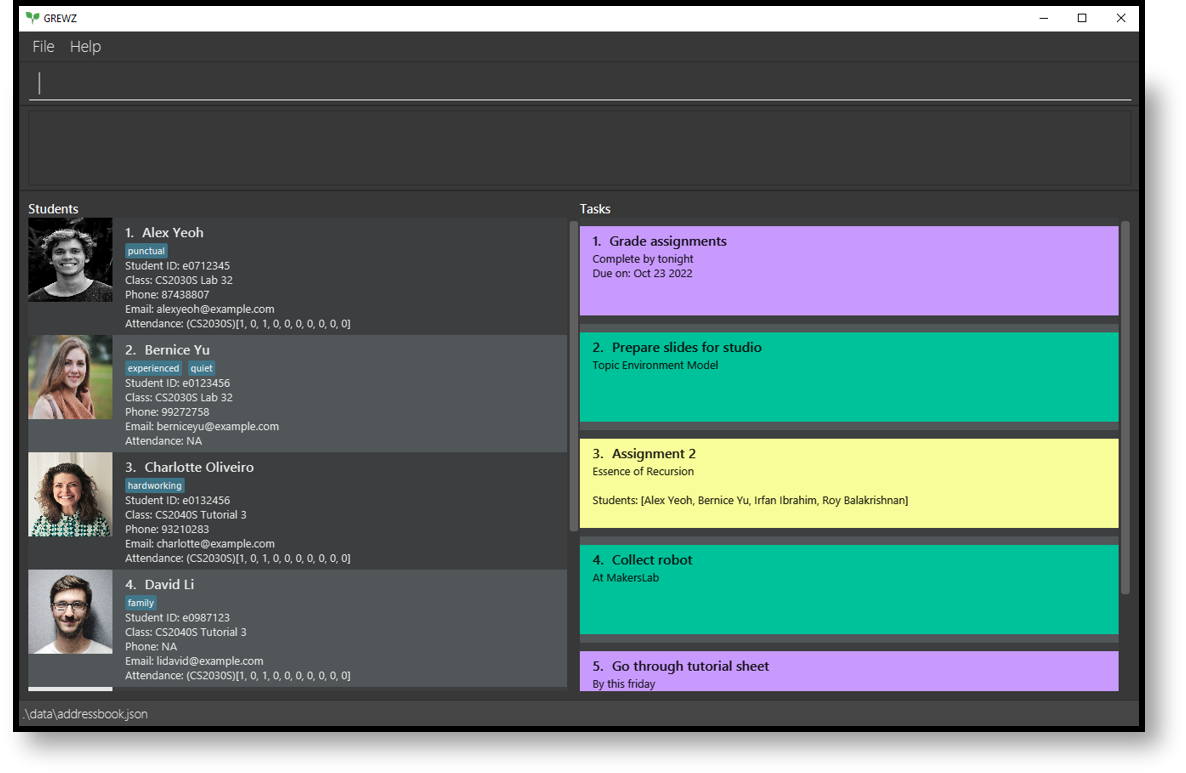 GREWZ
File Help
Students
1. Alex Yeoh
punctual
Student ID: e0712345
Class: CS2030S Lab 32
Phone: 87438807
Email: alexyeoh@example.com
Attendance: (CS2030S)[1, 0, 1, 0, 0, 0, 0, 0, 0, 0]
2. Bernice Yu
experienced quiet
Student ID: e0123456
Class: CS2030S Lab 32
Phone: 99272758
Email: berniceyu@example.com
Attendance: NA
3. Charlotte Oliveiro
hardworking
Student ID: e0132456
Class: CS2040S Tutorial 3
Phone: 93210283
Email: charlotte@example.com
Attendance: (CS2030S)[1, 0, 1, 0, 0, 0, 0, 0, 0, 0]
4. David Li
family
Student ID: e0987123
Class: CS2040S Tutorial 3
Phone: NA
Email: lidavid@example.com
Attendance: (CS2030S)[1, 0, 1, 0, 0, 0, 0, 0, 0, 0]
Tasks
1. Grade assignments
Complete by tonight
Due on: Oct 23 2022
2. Prepare slides for studio
Topic Environment Model
3. Assignment 2
Essence of Recursion
Students: [Alex Yeoh, Bernice Yu, Irfan Ibrahim, Roy Balakrishnan]
4. Collect robot
At MakersLab
5. Go through tutorial sheet
By this friday
.\data\addressbook.json